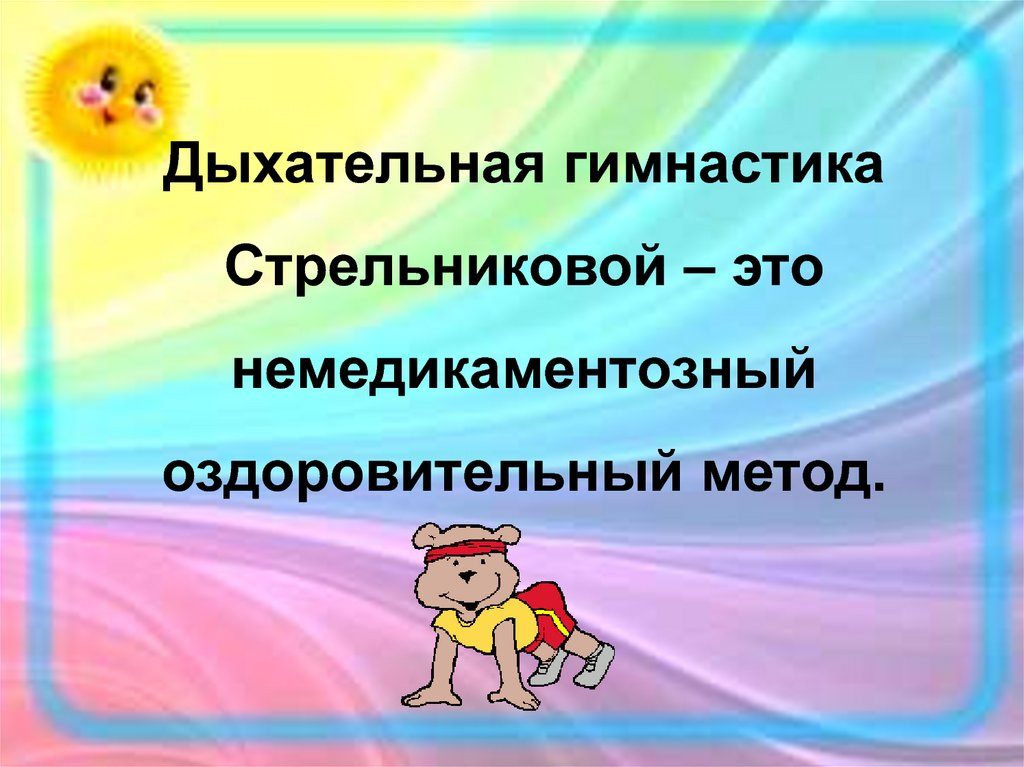 Дыхательная гимнастика
Стрельниковой – это
немедикаментозный
оздоровительный метод.